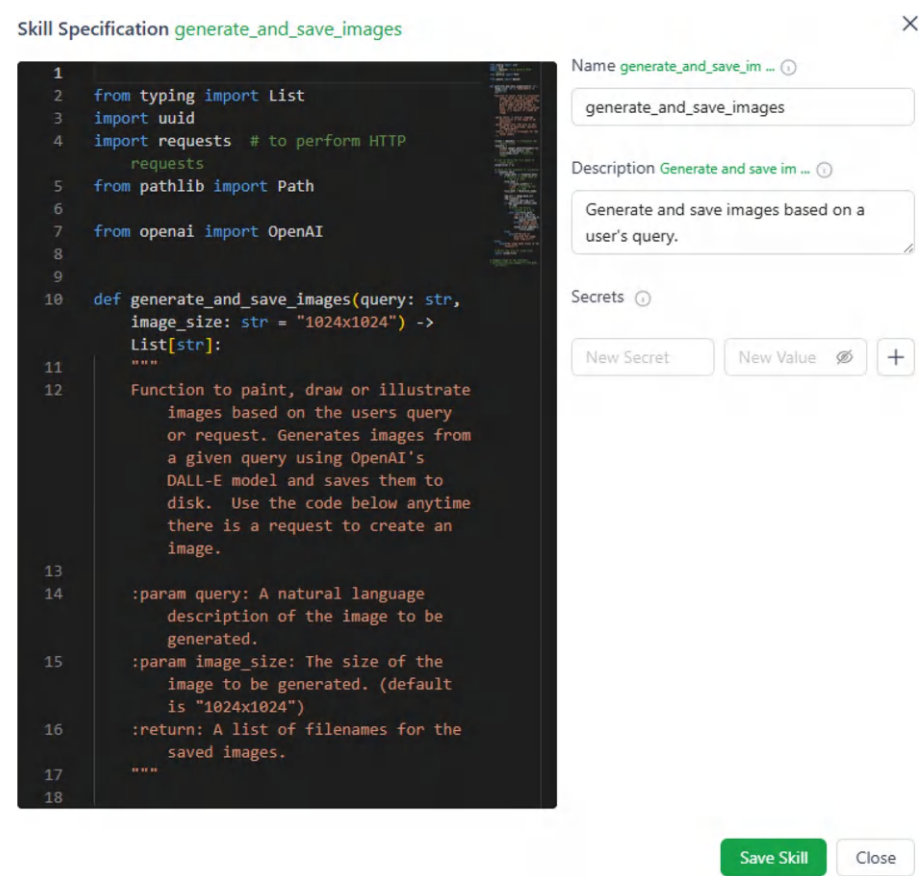 Skill Specification generate_and_save_images
1
2 from typing import List
3 import uuid
4 import requests  # to perform HTTP
requests
5 from pathlib import Path
6
7 from openai import OpenAI
8
9
10 def generate_and_save_images(query: str,
image_size: str = "1024x1024") ->
List[str]:
11 """
12 Function to paint, draw or illustrate
images based on the users query
or request. Generates images from
a given query using OpenAI's
DALL-E model and saves them to
disk.  Use the code below anytime
there is a request to create an
image.
13
14 :param query: A natural language
description of the image to be
generated.
15 :param image_size: The size of the
image to be generated. (default
is "1024x1024")
16 :return: A list of filenames for the
saved images.
17 """
18
Name generate_and_save_im ...
generate_and_save_images
Description Generate and save im ...
Generate and save images based on a
user's query.
Secrets
New Secret
New Value
Save Skill
Close